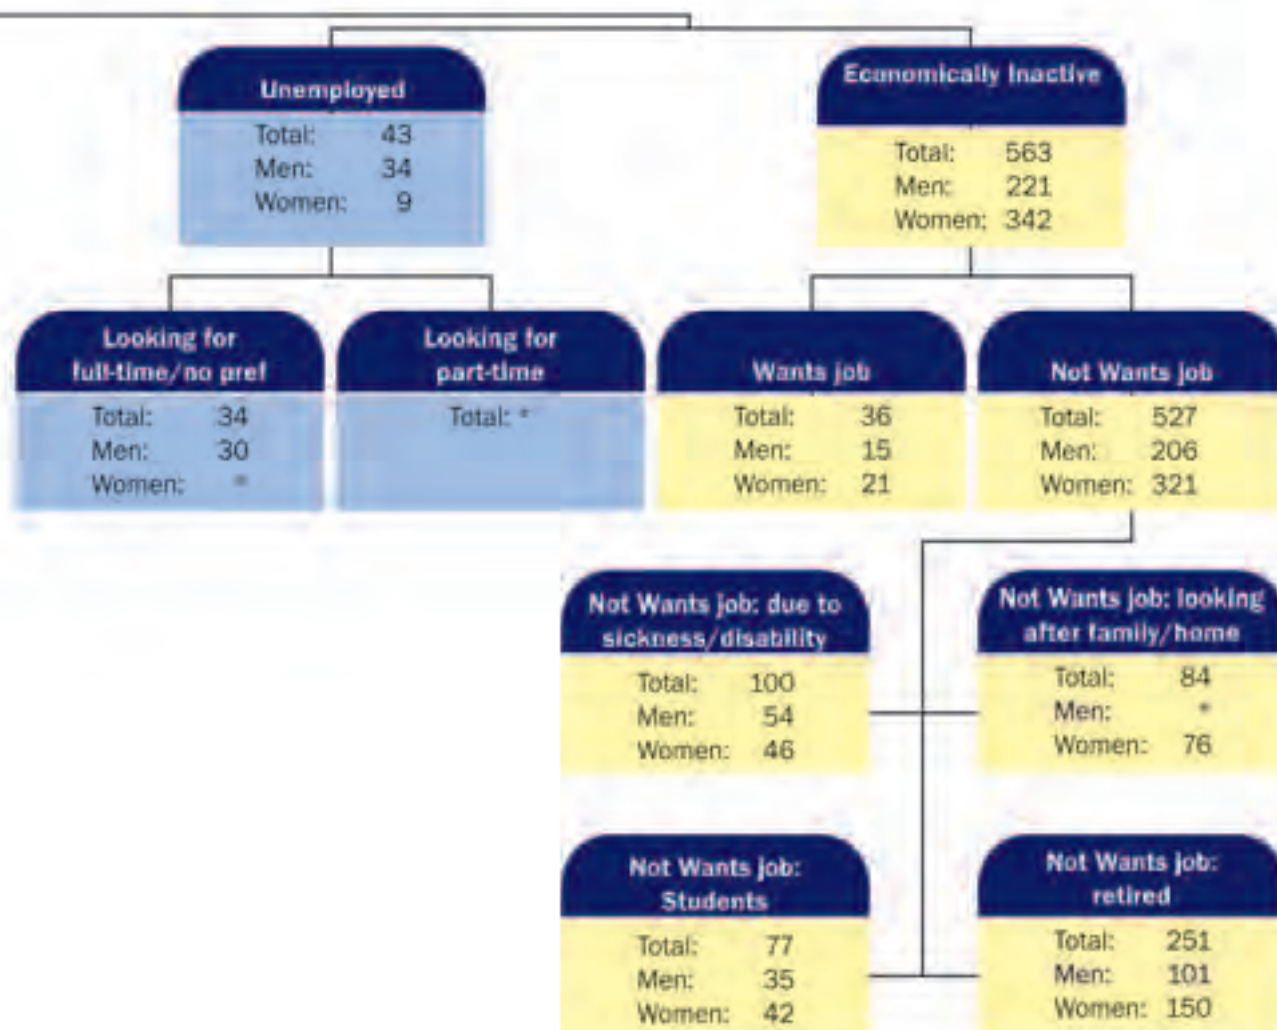 Unemployed
Total: 43
Men: 34
Women: 9
Economically Inactive
Total: 563
Men: 221
Women: 342
Looking for
full-time/no pref
Total: 34
Men: 30
Women: *
Looking for
part-time
Total: *
Wants job
Total: 36
Men: 15
Women: 21
Not Wants job
Total: 527
Men: 206
Women: 321
Not Wants job: due to
sickness/disability
Total: 100
Men: 54
Women: 46
Not Wants job: looking
after family/home
Total: 84
Men: *
Women: 76
Not Wants job:
Students
Total: 77
Men: 35
Women: 42
Not Wants job:
retired
Total: 251
Men: 101
Women: 150